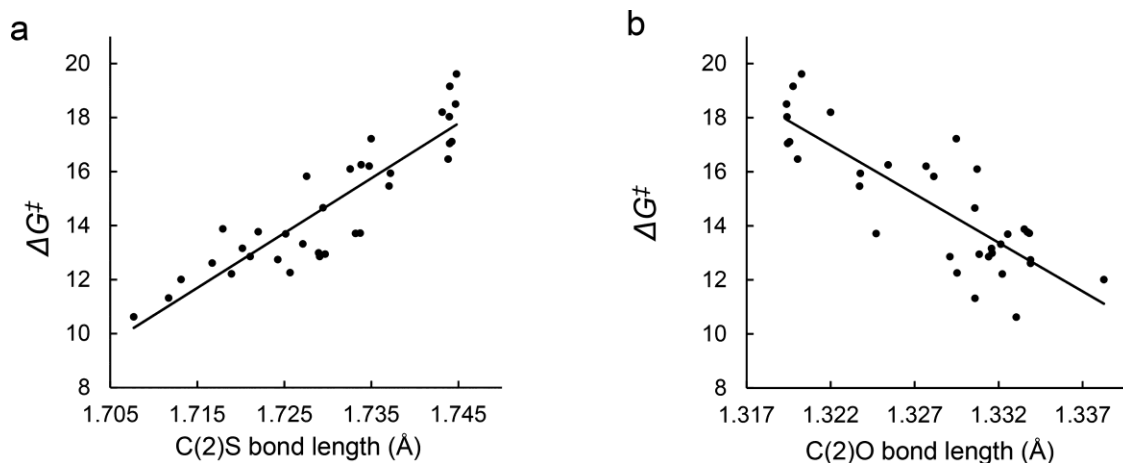 a
ΔG‡
20
18
16
14
12
10
8
1.705 1.715 1.725 1.735 1.745
C(2)S bond length (Å)
b
ΔG‡
20
18
16
14
12
10
8
1.317 1.322 1.327 1.332 1.337
C(2)O bond length (Å)